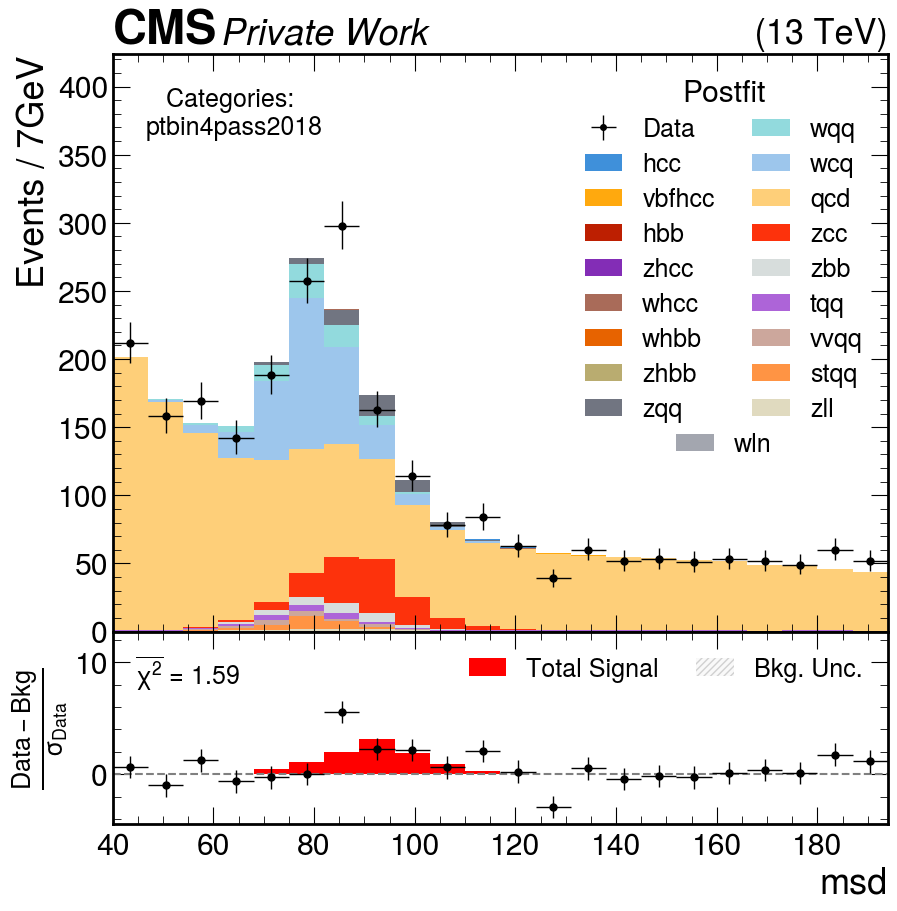 CMS Private Work (13 TeV)
Events / 7GeV
400
350
300
250
200
150
100
50
0
Categories:
ptbin4pass2018
Postfit
Data
hcc
vbfhcc
hbb
zhcc
whcc
whbb
zhbb
zqq
wqq
wcq
qcd
zcc
zbb
tqq
vvqq
stqq
zll
wln
Data – Bkg
σData
10
0
χ² = 1.59
Total Signal
Bkg. Unc.
40 60 80 100 120 140 160 180
msd